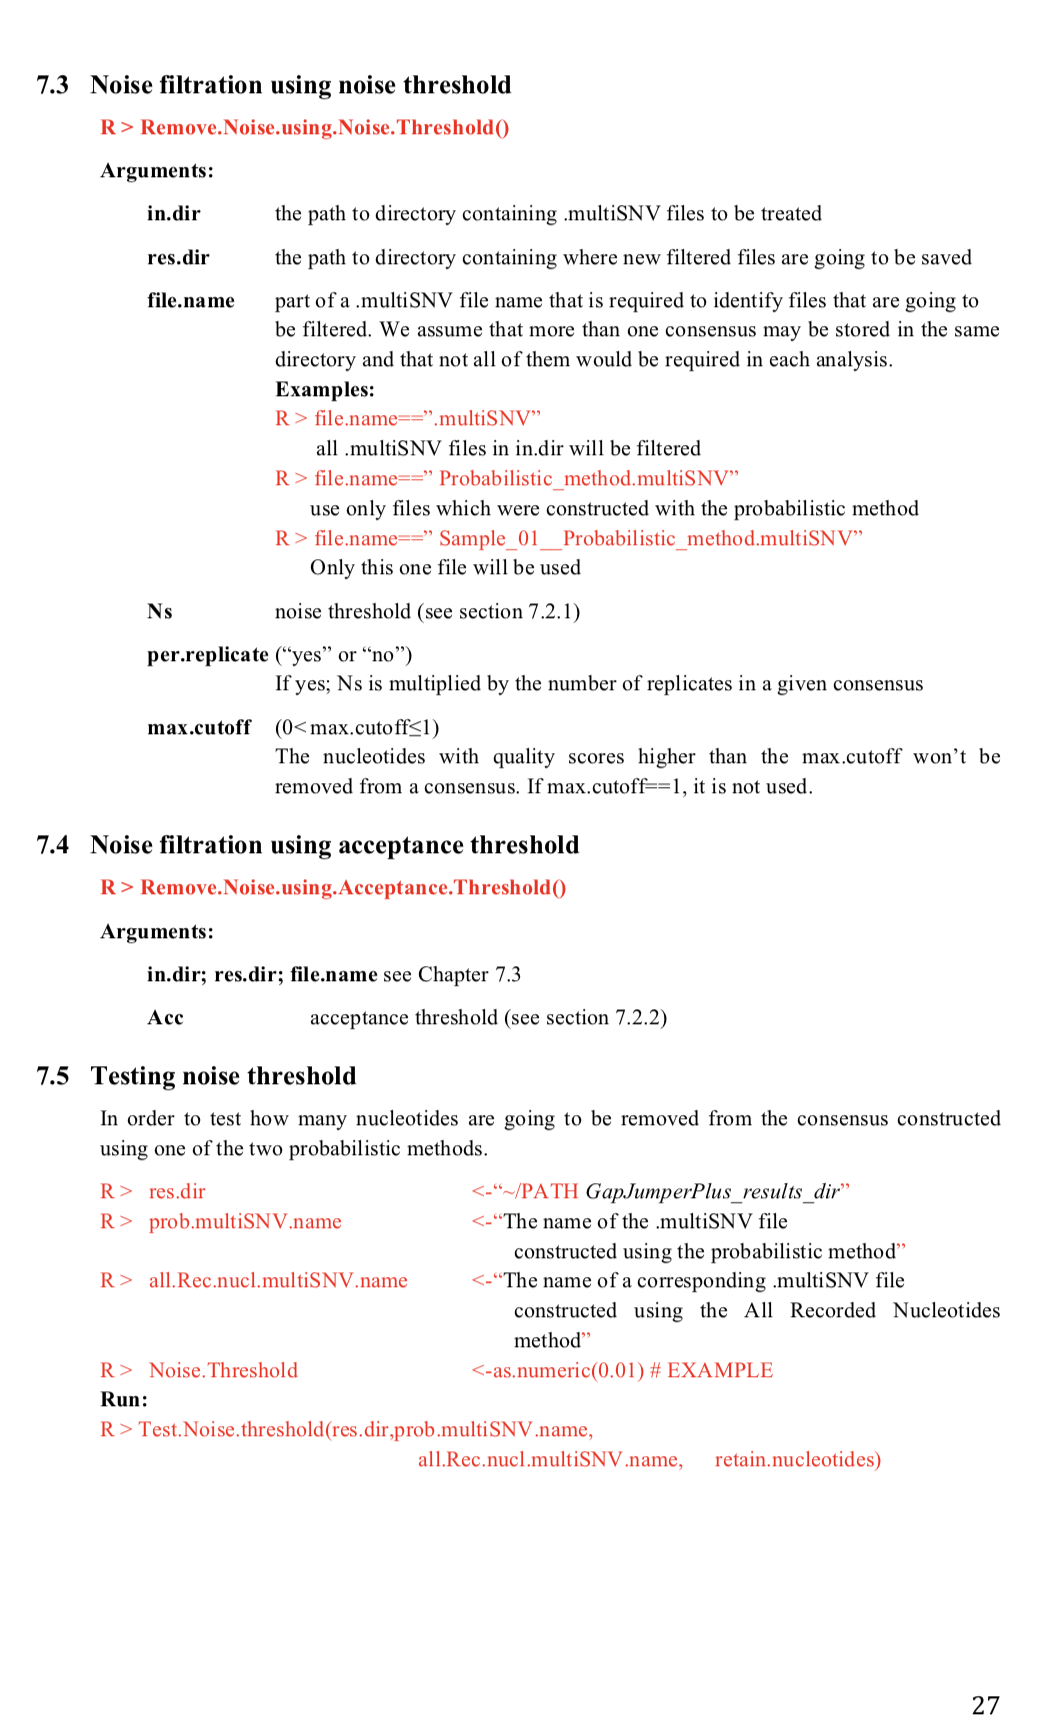 7.3 Noise filtration using noise threshold
R > Remove.Noise.using.Noise.Threshold()
Arguments:
in.dir the path to directory containing .multiSNV files to be treated
res.dir the path to directory containing where new filtered files are going to be saved
file.name part of a .multiSNV file name that is required to identify files that are going to
be filtered. We assume that more than one consensus may be stored in the same
directory and that not all of them would be required in each analysis.
Examples:
R > file.name==”.multiSNV”
all .multiSNV files in in.dir will be filtered
R > file.name==” Probabilistic_method.multiSNV”
use only files which were constructed with the probabilistic method
R > file.name==” Sample_01__Probabilistic_method.multiSNV”
Only this one file will be used
Ns noise threshold (see section 7.2.1)
per.replicate (“yes” or “no”)
If yes; Ns is multiplied by the number of replicates in a given consensus
max.cutoff (0<max.cutoff≤1)
The nucleotides with quality scores higher than the max.cutoff won’t be
removed from a consensus. If max.cutoff==1, it is not used.
7.4 Noise filtration using acceptance threshold
R > Remove.Noise.using.Acceptance.Threshold()
Arguments:
in.dir; res.dir; file.name see Chapter 7.3
Acc acceptance threshold (see section 7.2.2)
7.5 Testing noise threshold
In order to test how many nucleotides are going to be removed from the consensus constructed
using one of the two probabilistic methods.
R > res.dir <-“~/PATH GapJumperPlus_results_dir”
R > prob.multiSNV.name <-“The name of the .multiSNV file
constructed using the probabilistic method”
R > all.Rec.nucl.multiSNV.name <-“The name of a corresponding .multiSNV file
constructed using the All Recorded Nucleotides
method”
R > Noise.Threshold <-as.numeric(0.01) # EXAMPLE
Run:
R > Test.Noise.threshold(res.dir,prob.multiSNV.name,
all.Rec.nucl.multiSNV.name, retain.nucleotides)
27